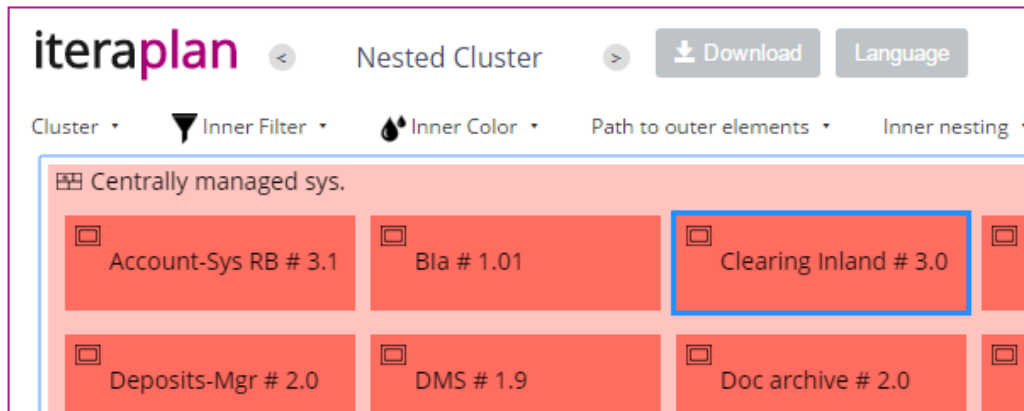 iteraplan < Nested Cluster > Download Language
Cluster Inner Filter Inner Color Path to outer elements Inner nesting
Centrally managed sys.
Account-Sys RB # 3.1 Bla # 1.01 Clearing Inland # 3.0
Deposits-Mgr # 2.0 DMS # 1.9 Doc archive # 2.0